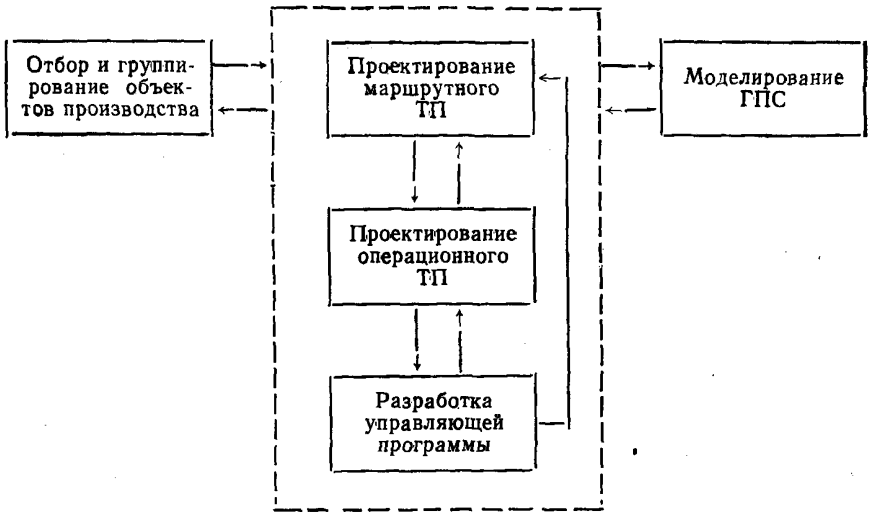 Отбор и группи-
рование объек-
тов производства
Проектирование
маршрутного
ТП
Моделирование
ГПС
Проектирование
операционного
ТП
Разработка
управляющей
программы